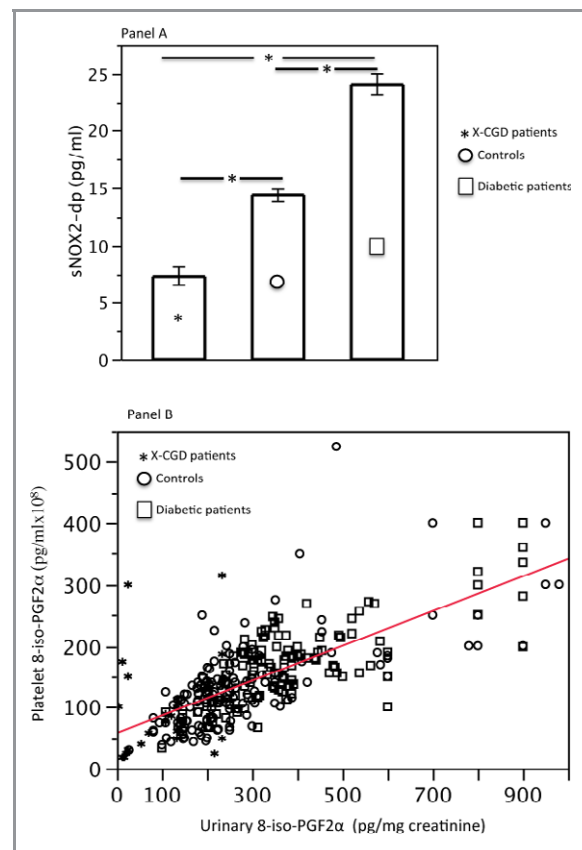 Panel A
sNOX2-dp (pg/ml)
25
20
15
10
5
0
* X-CGD patients
Controls
Diabetic patients
Panel B
* X-CGD patients
Controls
Diabetic patients
Platelet 8-iso-PGF2α (pg/mlx10⁸)
500
400
300
200
100
0
0 100 300 500 700 900
Urinary 8-iso-PGF2α (pg/mg creatinine)